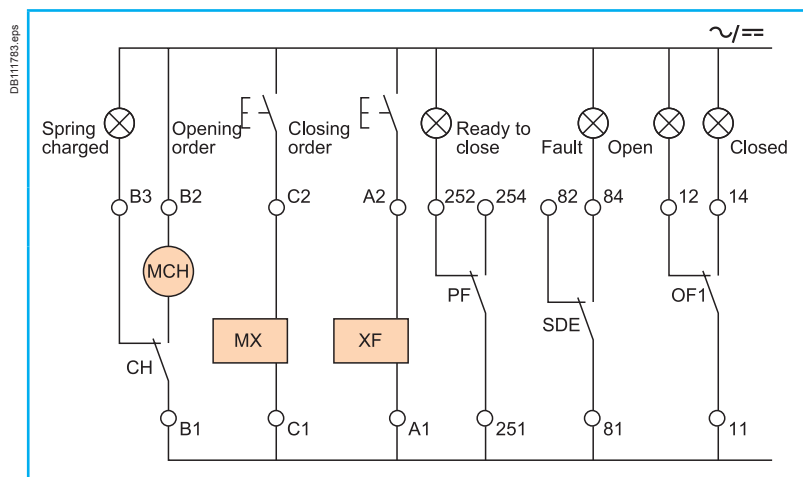 DB111783.eps
~/==
Spring charged
Opening order
Closing order
Ready to close
Fault
Open
Closed
B3
B2
C2
A2
252
254
82
84
12
14
MCH
MX
XF
PF
SDE
OF1
CH
B1
C1
A1
251
81
11